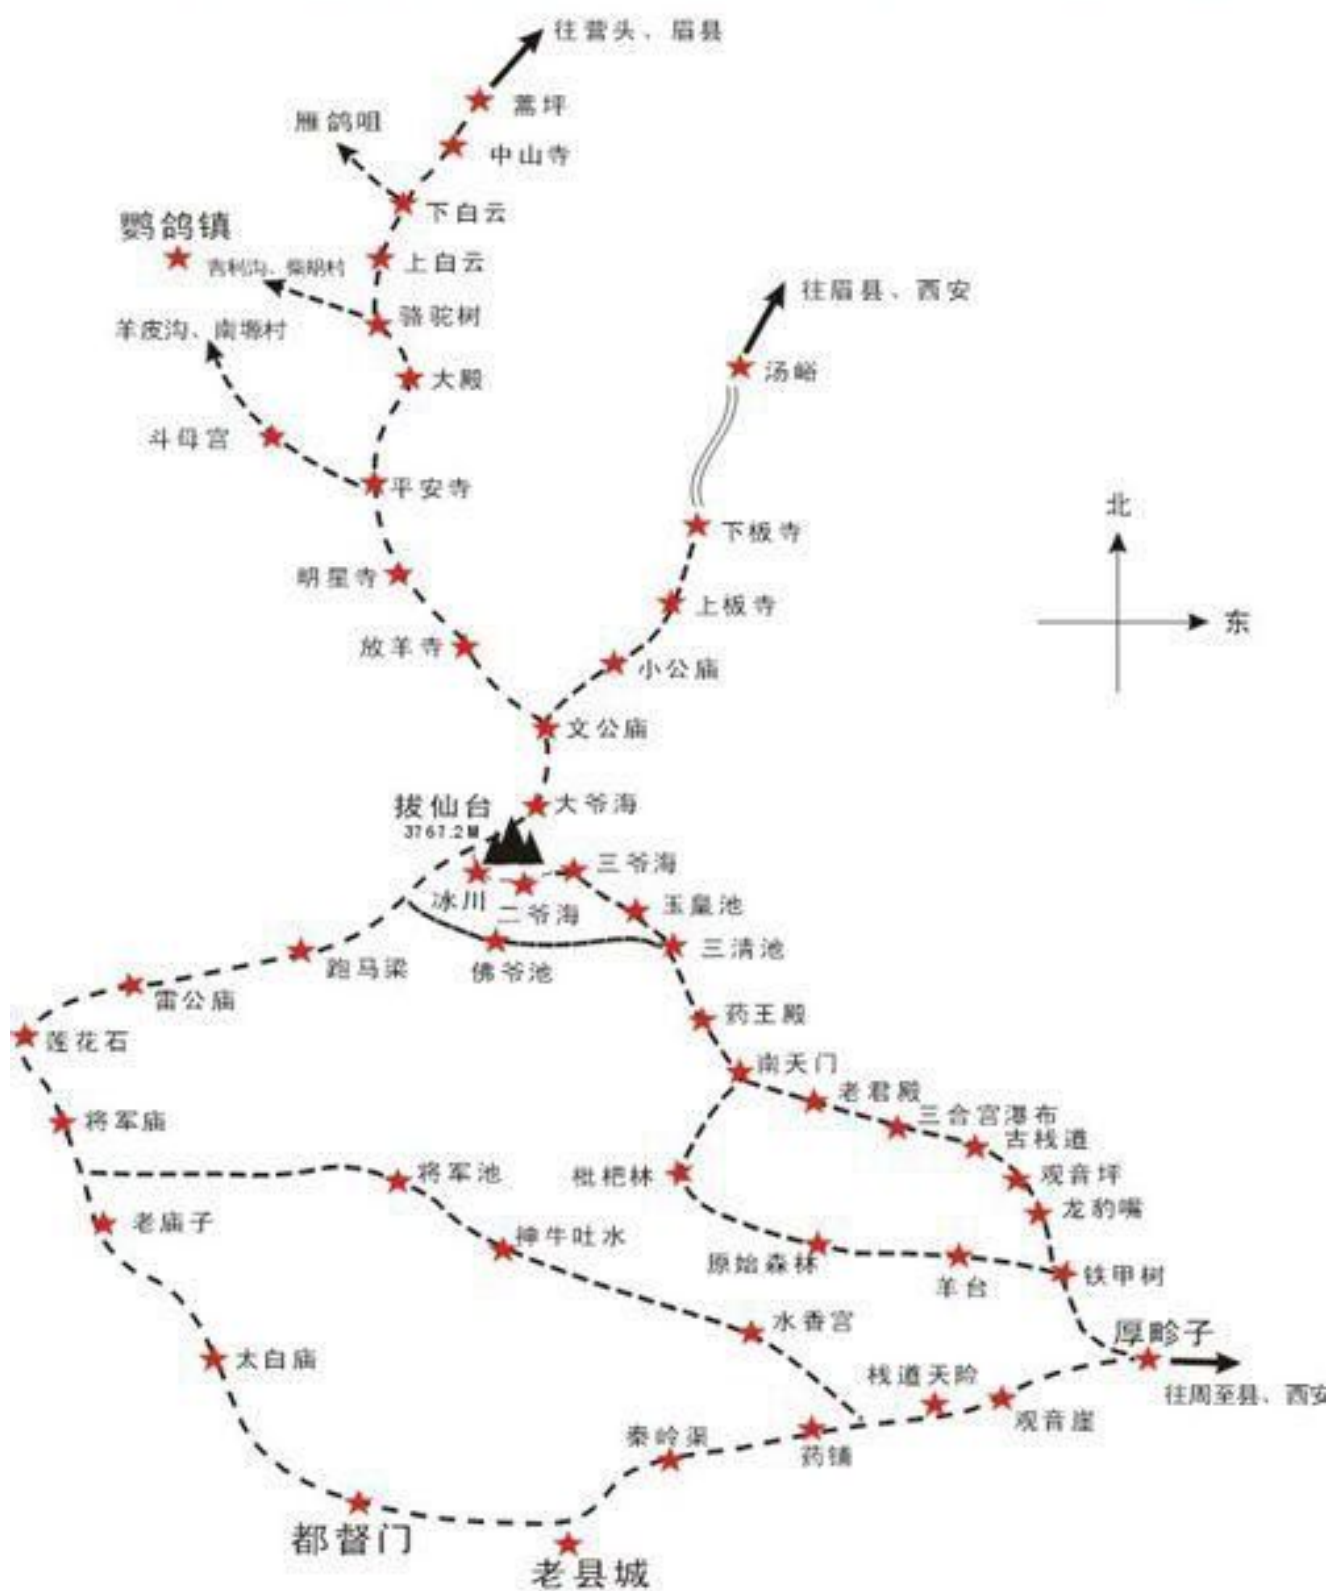 往营头、眉县
蒿坪
雁鸽咀
中山寺
下白云
鹦鸽镇
上白云
吉利沟、柴胡村
骆驼树
往眉县、西安
羊皮沟、南塬村
汤峪
大殿
斗母宫
平安寺
北
下板寺
明星寺
上板寺
东
放羊寺
小公庙
文公庙
拔仙台
大爷海
3767.2M
三爷海
冰川
二爷海
玉皇池
三清池
跑马梁
佛爷池
雷公庙
药王殿
莲花石
南天门
老君殿
三合宫瀑布
将军庙
古栈道
将军池
枇杷林
观音坪
龙豹嘴
老庙子
神牛吐水
原始森林
羊台
铁甲树
水香宫
厚畛子
太白庙
栈道天险
往周至县、西安
观音崖
秦岭梁
药铺
都督门
老县城